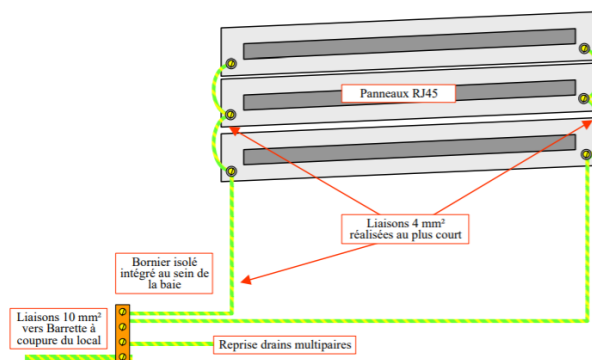 Panneaux RJ45
Liaisons 4 mm²
réalisées au plus court
Bornier isolé
intégré au sein de
la baie
Liaisons 10 mm²
vers Barrette à
coupure du local
Reprise drains multipaires